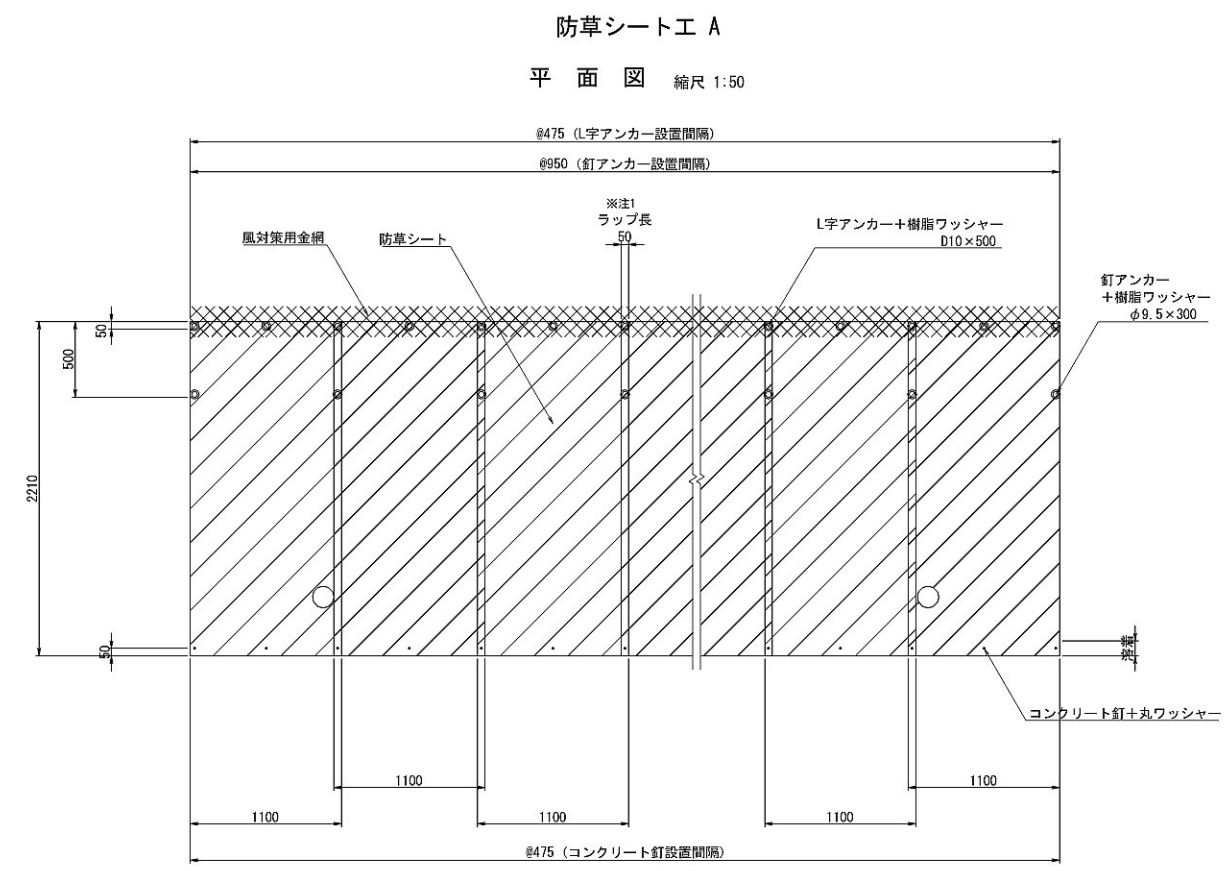 防草シート工 A
平 面 図 縮尺 1:50
@475 (L字アンカー設置間隔)
@950 (釘アンカー設置間隔)
※注1
ラップ長
50
風対策用金網
防草シート
L字アンカー＋樹脂ワッシャー
D10×500
釘アンカー
＋樹脂ワッシャー
φ9.5×300
50
500
2210
50
溶着
コンクリート釘＋丸ワッシャー
1100
1100
1100
1100
1100
@475 (コンクリート釘設置間隔)